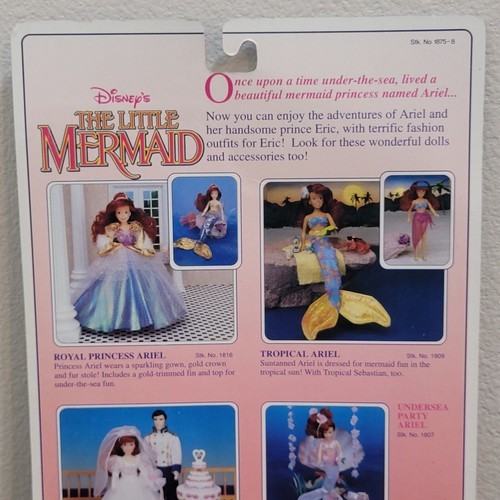 Stk. No 1875-8
Disney's
THE LITTLE
MERMAID
Once upon a time under-the-sea, lived a
beautiful mermaid princess named Ariel...
Now you can enjoy the adventures of Ariel and
her handsome prince Eric, with terrific fashion
outfits for Eric! Look for these wonderful dolls
and accessories too!
ROYAL PRINCESS ARIEL Stk. No. 1816
Princess Ariel wears a sparkling gown, gold crown
and fur stole! Includes a gold-trimmed fin and top for
under-the-sea fun.
TROPICAL ARIEL Stk. No. 1909
Suntanned Ariel is dressed for mermaid fun in the
tropical sun! With Tropical Sebastian, too.
UNDERSEA
PARTY
ARIEL
Stk. No. 1807